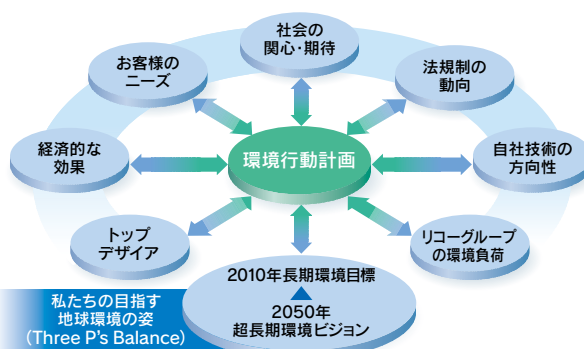 社会の
関心・期待
お客様の
ニーズ
法規制の
動向
経済的な
効果
環境行動計画
自社技術の
方向性
トップ
デザイア
リコーグループ
の環境負荷
2010年長期環境目標
2050年
超長期環境ビジョン
私たちの目指す
地球環境の姿
(Three P's Balance)